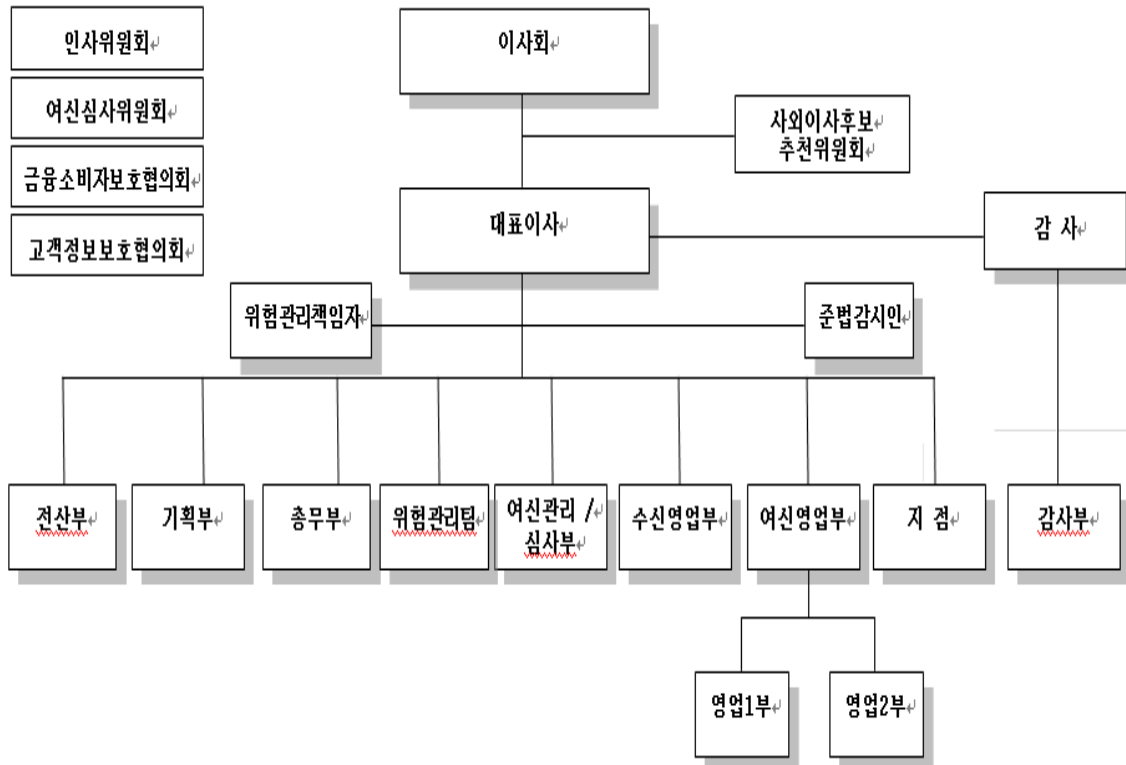 인사위원회
여신심사위원회
금융소비자보호협의회
고객정보보호협의회
이사회
사외이사후보
추천위원회
대표이사
감 사
위험관리책임자
준법감시인
전산부
기획부
총무부
위험관리팀
여신관리 /
심사부
수신영업부
여신영업부
지 점
감사부
영업1부
영업2부